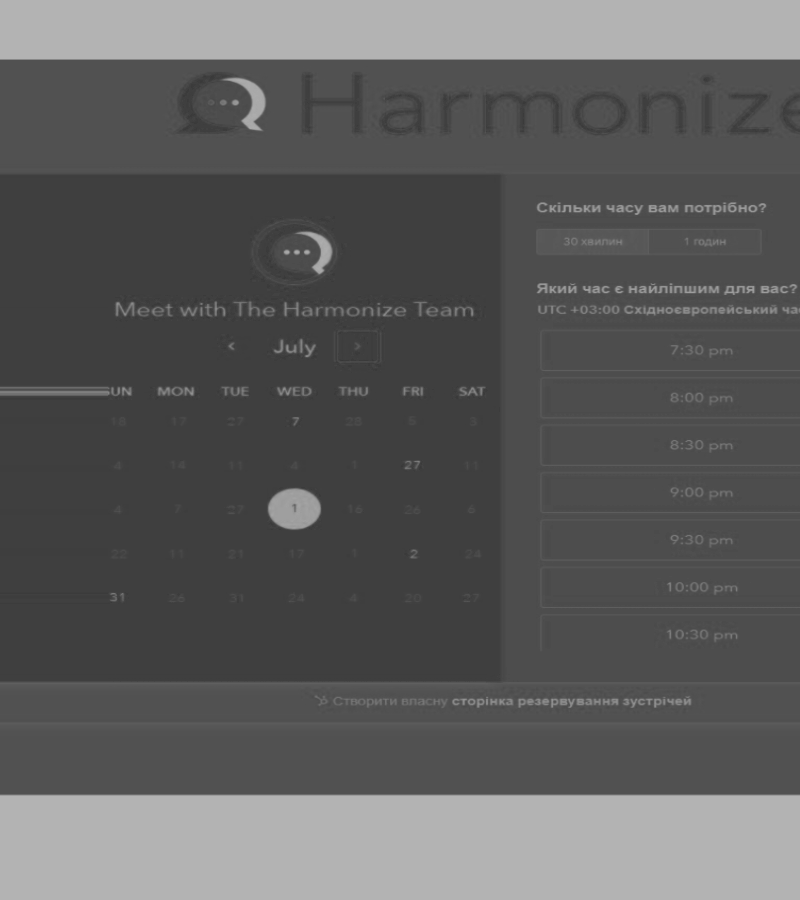 Harmonize
Meet with The Harmonize Team
July
SUN MON TUE WED THU FRI SAT
16 17 27 7 28 5 3
4 14 11 4 1 27 11
4 7 27 1 16 26 6
22 11 21 17 1 2 24
31 26 31 24 4 20 27
Скільки часу вам потрібно?
30 хвилин 1 годин
Який час є найліпшим для вас?
UTC +03:00 Східноєвропейський
7:30 pm
8:00 pm
8:30 pm
9:00 pm
9:30 pm
10:00 pm
10:30 pm
Створити власну сторінка резервування зустрічей